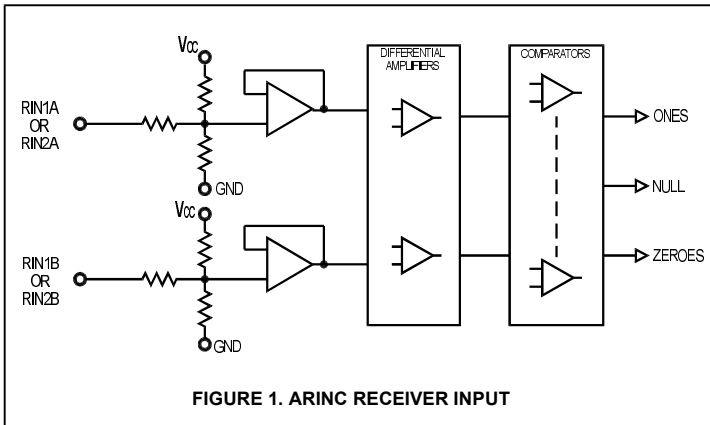 DIFFERENTIAL
AMPLIFIERS
COMPARATORS
VCC
RIN1A
OR
RIN2A
GND
ONES
NULL
ZEROES
VCC
RIN1B
OR
RIN2B
GND
FIGURE 1. ARINC RECEIVER INPUT